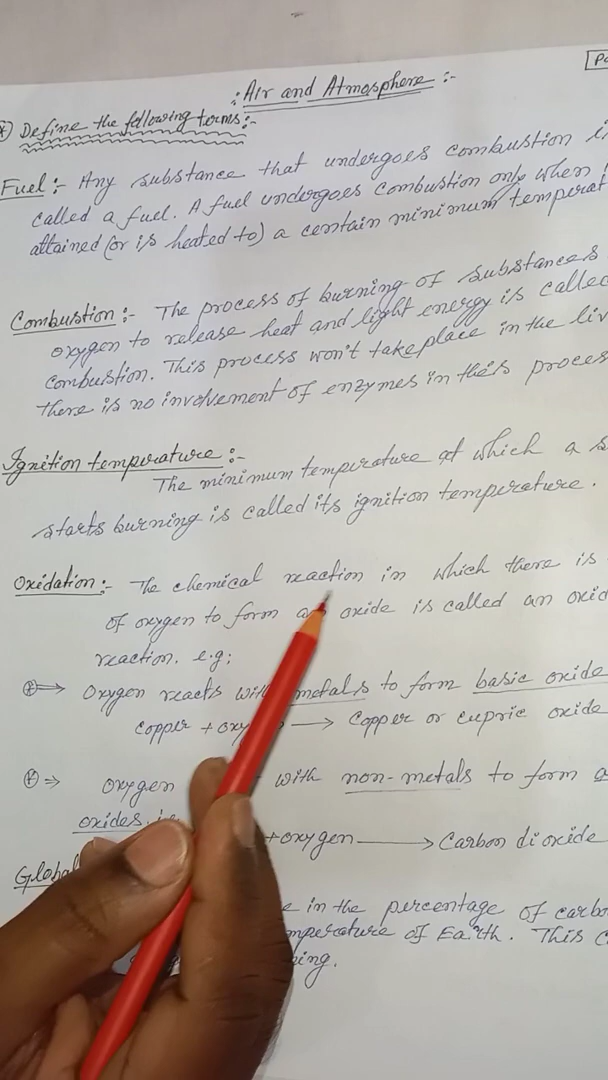 Pa
:Air and Atmosphere :-
Define the following terms:-
Fuel :- Any substance that undergoes combustion is
called a fuel. A fuel undergoes combustion only when i
attained (or is heated to) a certain minimum temperat
Combustion :- The process of burning of substances
oxygen to release heat and light energy is called
combustion. This process won't take place in the liv
there is no involvement of enzymes in this process
Ignition temperature :-
The minimum temperature at which a s
starts burning is called its ignition temperature.
Oxidation :- The chemical reaction in which there is
of oxygen to form an oxide is called an oxid
reaction. e.g;
⇒ Oxygen reacts with metals to form basic oxide
Copper + oxy → Copper or cupric oxide
⇒ Oxygen with non-metals to form a
oxides.
+oxygen → Carbon dioxide
Global
e in the percentage of carbo
mperature of Earth. This c
ing.